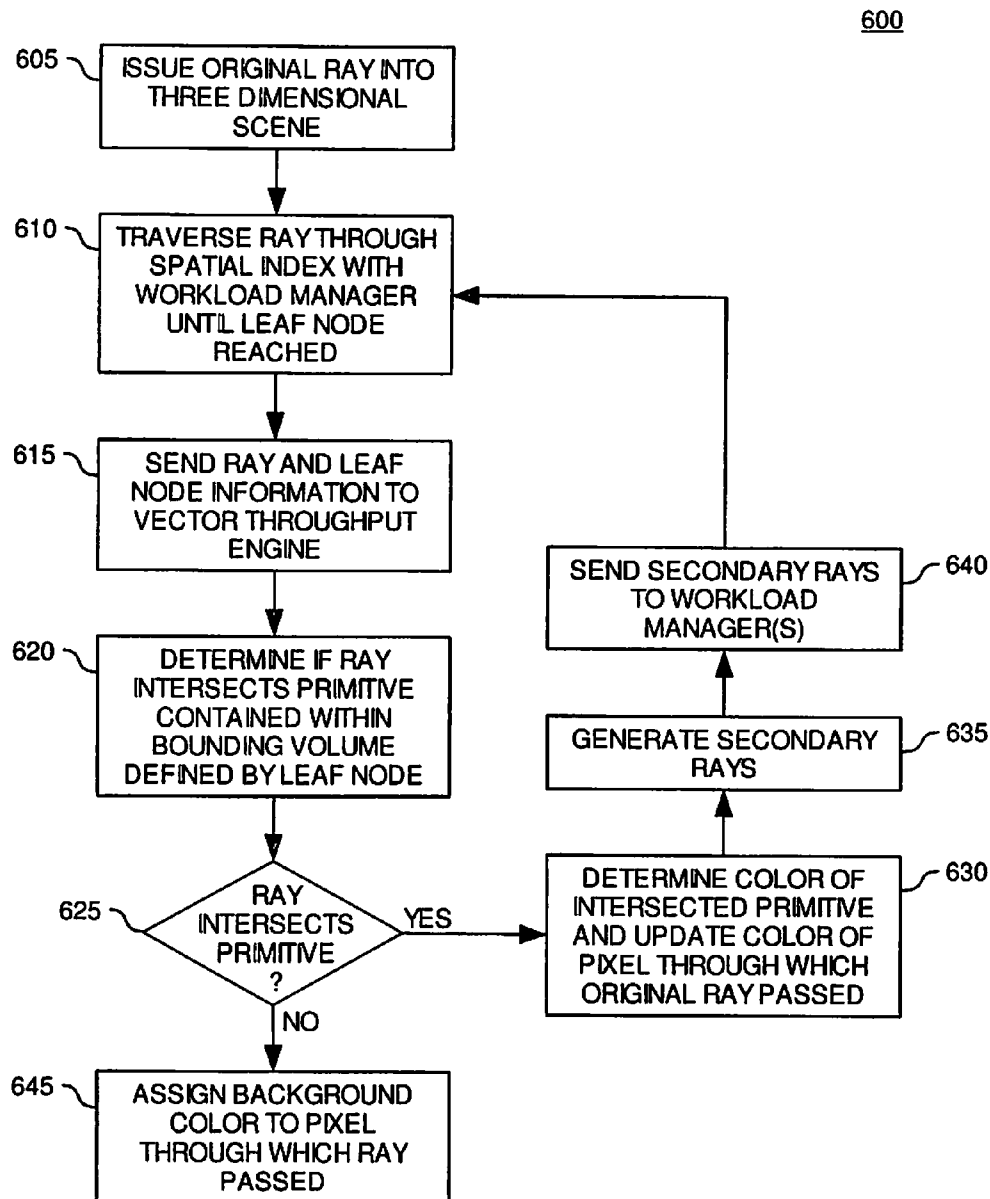 600
605
ISSUE ORIGINAL RAY INTO
THREE DIMENSIONAL
SCENE
610
TRAVERSE RAY THROUGH
SPATIAL INDEX WITH
WORKLOAD MANAGER
UNTIL LEAF NODE
REACHED
615
SEND RAY AND LEAF
NODE INFORMATION TO
VECTOR THROUGHPUT
ENGINE
620
DETERMINE IF RAY
INTERSECTS PRIMITIVE
CONTAINED WITHIN
BOUNDING VOLUME
DEFINED BY LEAF NODE
625
RAY
INTERSECTS
PRIMITIVE
?
YES
NO
630
DETERMINE COLOR OF
INTERSECTED PRIMITIVE
AND UPDATE COLOR OF
PIXEL THROUGH WHICH
ORIGINAL RAY PASSED
635
GENERATE SECONDARY
RAYS
640
SEND SECONDARY RAYS
TO WORKLOAD
MANAGER(S)
645
ASSIGN BACKGROUND
COLOR TO PIXEL
THROUGH WHICH RAY
PASSED